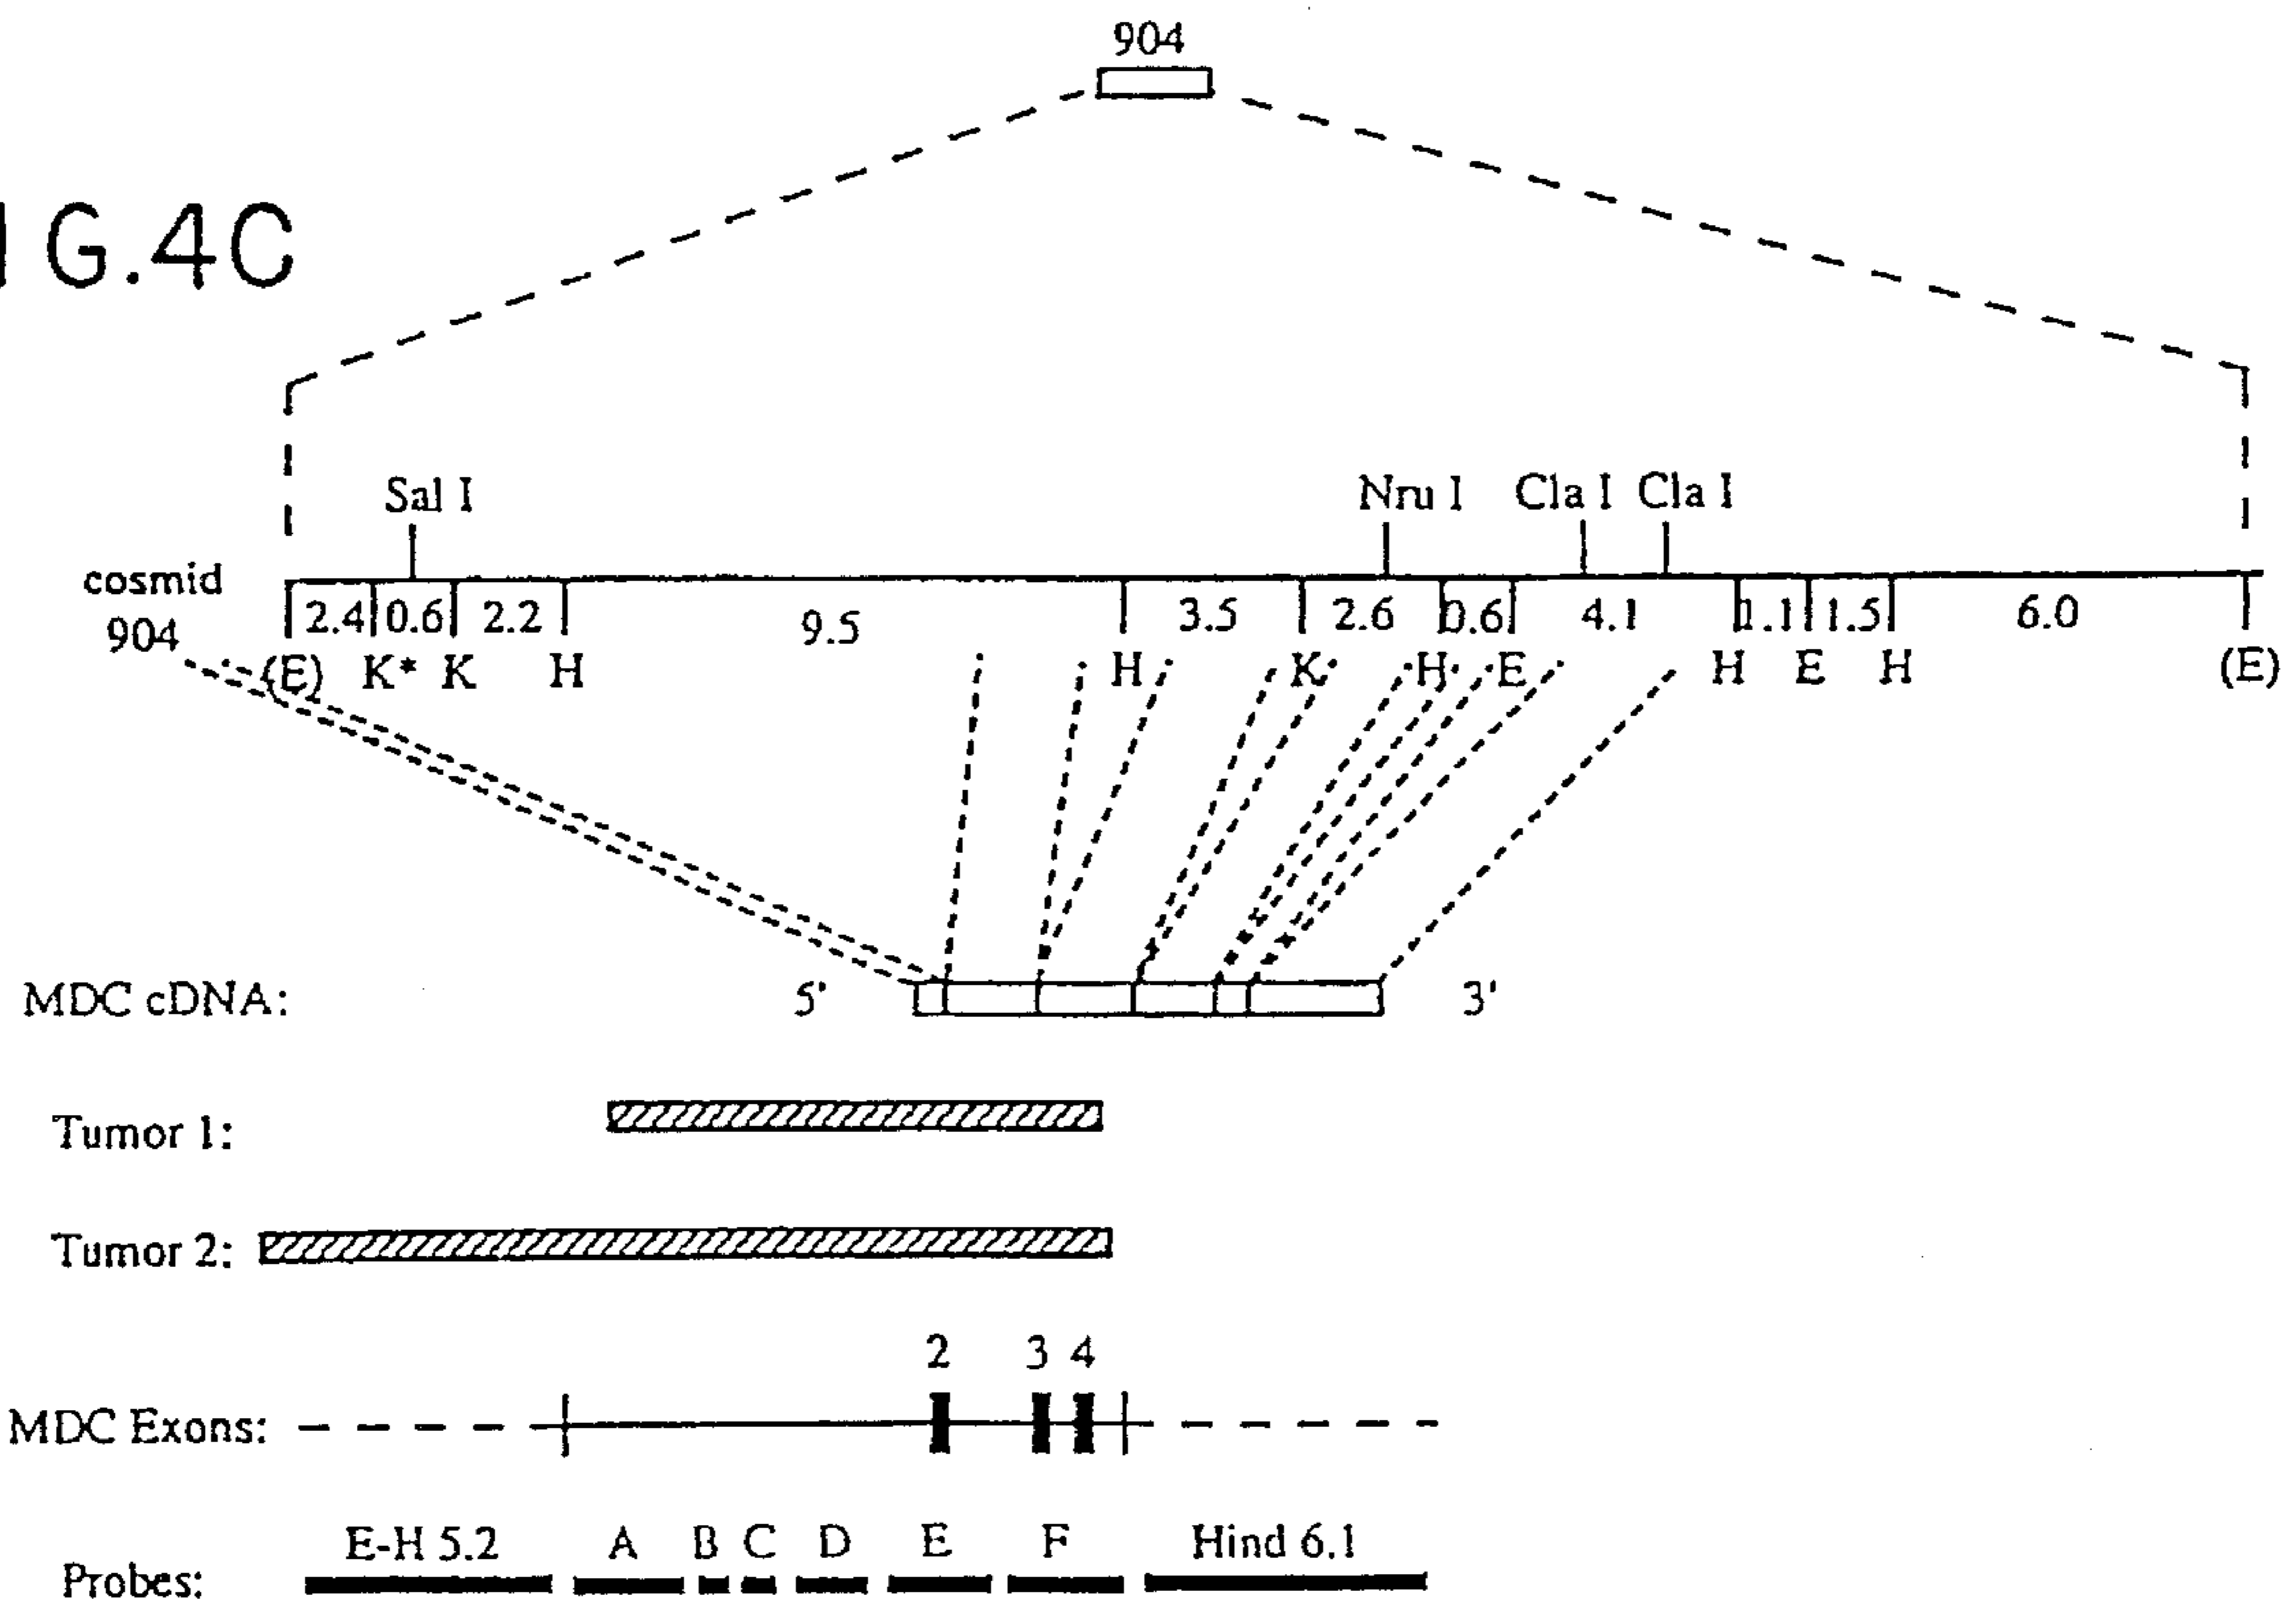 904
IG.4C
Sal I Nru I Cla I Cla I
cosmid
904
2.4 0.6 2.2 9.5 3.5 2.6 0.6 4.1 1.1 1.5 6.0
(E) K* K H H K H E H E H (E)
MDC cDNA: 5' 3'
Tumor 1:
Tumor 2:
2 3 4
MDC Exons:
E-H 5.2 A B C D E F Hind 6.1
Probes: